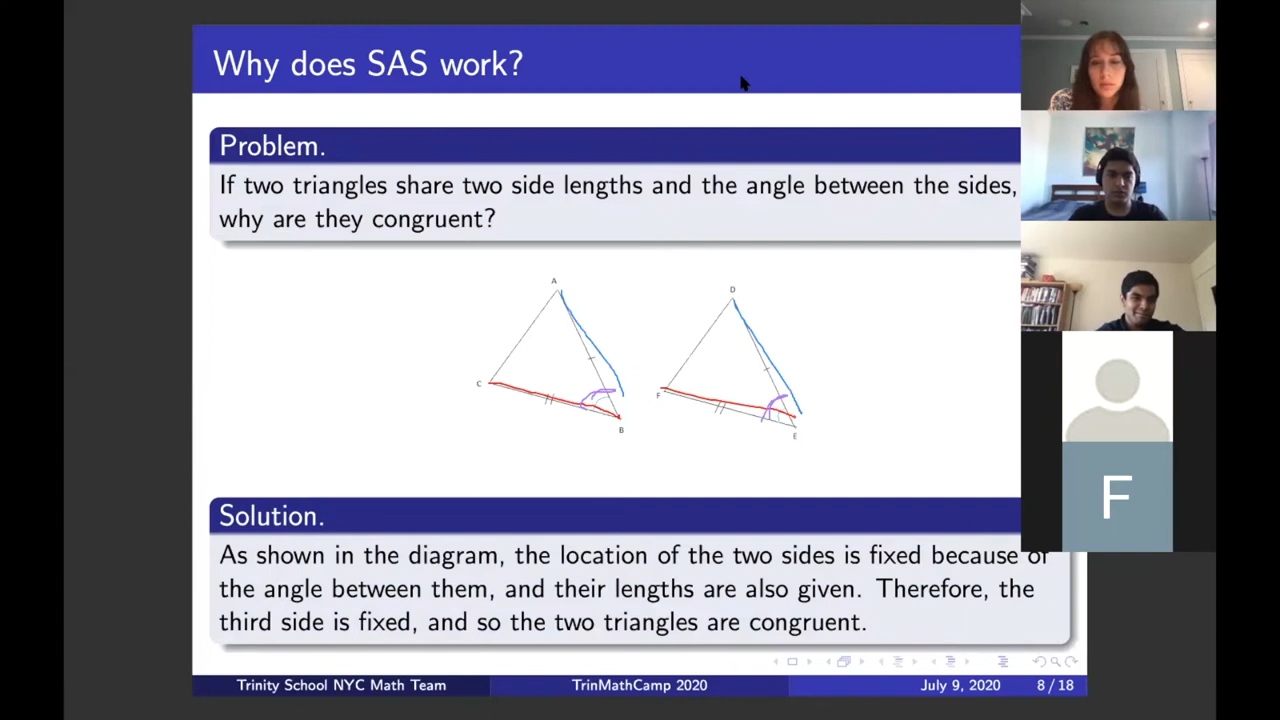 Why does SAS work?
Problem.
If two triangles share two side lengths and the angle between the sides,
why are they congruent?
A
D
C
F
B
E
Solution.
As shown in the diagram, the location of the two sides is fixed because of
the angle between them, and their lengths are also given. Therefore, the
third side is fixed, and so the two triangles are congruent.
Trinity School NYC Math Team
TrinMathCamp 2020
July 9, 2020
8 / 18
F